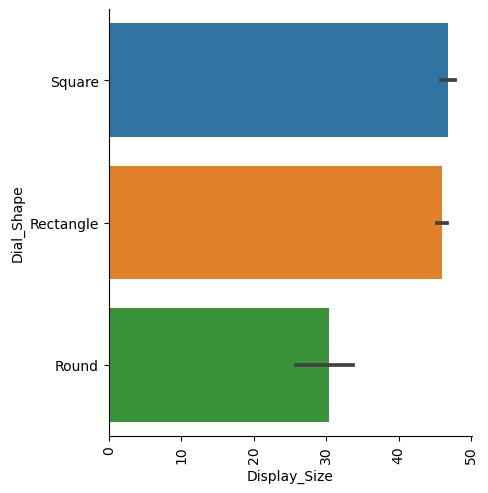 Square
Rectangle
Round
Dial_Shape
0 10 20 30 40 50
Display_Size